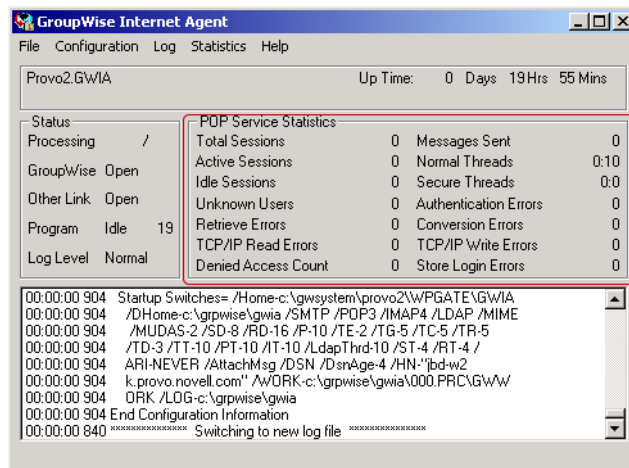 GroupWise Internet Agent
File Configuration Log Statistics Help
Provo2.GWIA Up Time: 0 Days 19Hrs 55 Mins
Status
Processing /
GroupWise Open
Other Link Open
Program Idle 19
Log Level Normal
POP Service Statistics
Total Sessions 0 Messages Sent 0
Active Sessions 0 Normal Threads 0:10
Idle Sessions 0 Secure Threads 0:0
Unknown Users 0 Authentication Errors 0
Retrieve Errors 0 Conversion Errors 0
TCP/IP Read Errors 0 TCP/IP Write Errors 0
Denied Access Count 0 Store Login Errors 0
00:00:00 904 Startup Switches= /Home-c:\gwsystem\provo2\WPGATE\GWIA
00:00:00 904 /DHome-c:\grpwise\gwia /SMTP /POP3 /IMAP4 /LDAP /MIME
00:00:00 904 /MUDAS-2 /SD-8 /RD-16 /P-10 /TE-2 /TG-5 /TC-5 /TR-5
00:00:00 904 /TD-3 /TT-10 /PT-10 /IT-10 /LdapThrd-10 /ST-4 /RT-4 /
00:00:00 904 ARI-NEVER /AttachMsg /DSN /DsnAge-4 /HN-"jbd-w2
00:00:00 904 k.provo.novell.com" /WORK-c:\grpwise\gwia\000.PRC\GWW
00:00:00 904 ORK /LOG-c:\grpwise\gwia
00:00:00 904 End Configuration Information
00:00:00 840 *************** Switching to new log file ***************